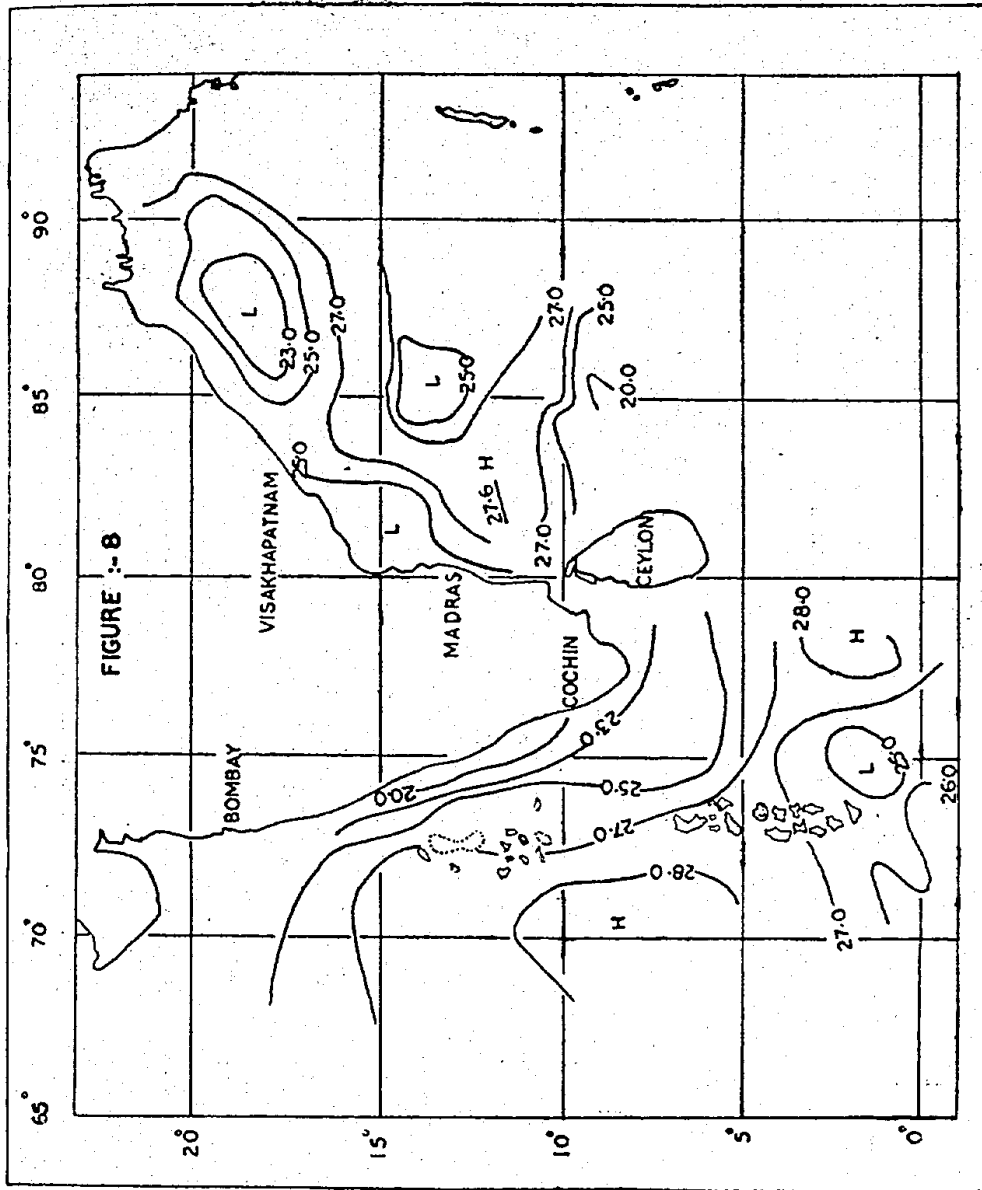 FIGURE :- 8
65°
70°
75°
80°
85°
90°
20°
15°
10°
5°
0°
BOMBAY
VISAKHAPATNAM
MADRAS
COCHIN
CEYLON
L
23.0
25.0
27.0
25.0
L
L
25.0
27.6 H
27.0
25.0
27.0
20.0
20.0
23.0
25.0
27.0
28.0
H
28.0
H
L
25.0
26.0
27.0